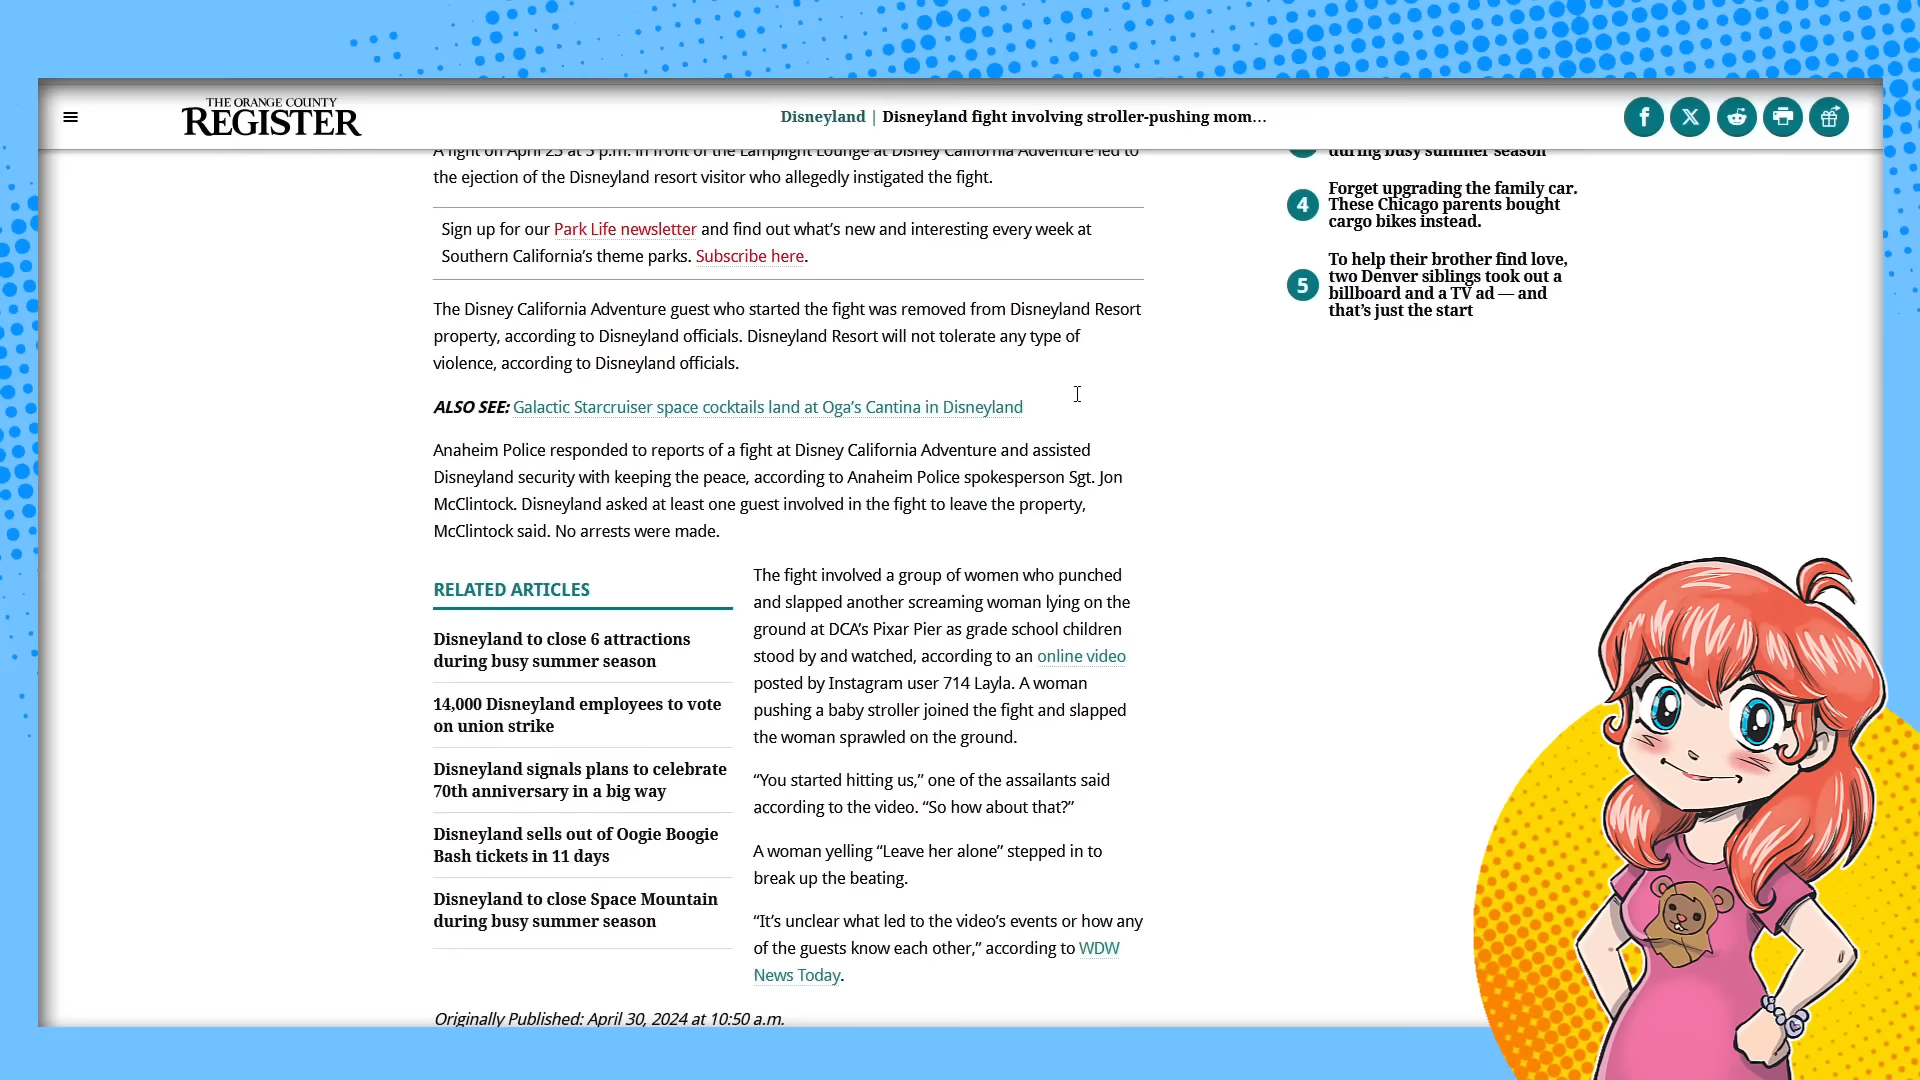 THE ORANGE COUNTY
REGISTER
Disneyland | Disneyland fight involving stroller-pushing mom...
A fight on April 25 at 5 p.m. in front of the Lamplight Lounge at Disney California Adventure led to
the ejection of the Disneyland resort visitor who allegedly instigated the fight.
Sign up for our Park Life newsletter and find out what's new and interesting every week at
Southern California's theme parks. Subscribe here.
The Disney California Adventure guest who started the fight was removed from Disneyland Resort
property, according to Disneyland officials. Disneyland Resort will not tolerate any type of
violence, according to Disneyland officials.
ALSO SEE: Galactic Starcruiser space cocktails land at Oga's Cantina in Disneyland
Anaheim Police responded to reports of a fight at Disney California Adventure and assisted
Disneyland security with keeping the peace, according to Anaheim Police spokesperson Sgt. Jon
McClintock. Disneyland asked at least one guest involved in the fight to leave the property,
McClintock said. No arrests were made.
RELATED ARTICLES
Disneyland to close 6 attractions
during busy summer season
14,000 Disneyland employees to vote
on union strike
Disneyland signals plans to celebrate
70th anniversary in a big way
Disneyland sells out of Oogie Boogie
Bash tickets in 11 days
Disneyland to close Space Mountain
during busy summer season
The fight involved a group of women who punched
and slapped another screaming woman lying on the
ground at DCA's Pixar Pier as grade school children
stood by and watched, according to an online video
posted by Instagram user 714 Layla. A woman
pushing a baby stroller joined the fight and slapped
the woman sprawled on the ground.
“You started hitting us,” one of the assailants said
according to the video. “So how about that?”
A woman yelling “Leave her alone” stepped in to
break up the beating.
“It's unclear what led to the video's events or how any
of the guests know each other,” according to WDW
News Today.
Originally Published: April 30, 2024 at 10:50 a.m.
during busy summer season
4 Forget upgrading the family car.
These Chicago parents bought
cargo bikes instead.
5 To help their brother find love,
two Denver siblings took out a
billboard and a TV ad — and
that's just the start